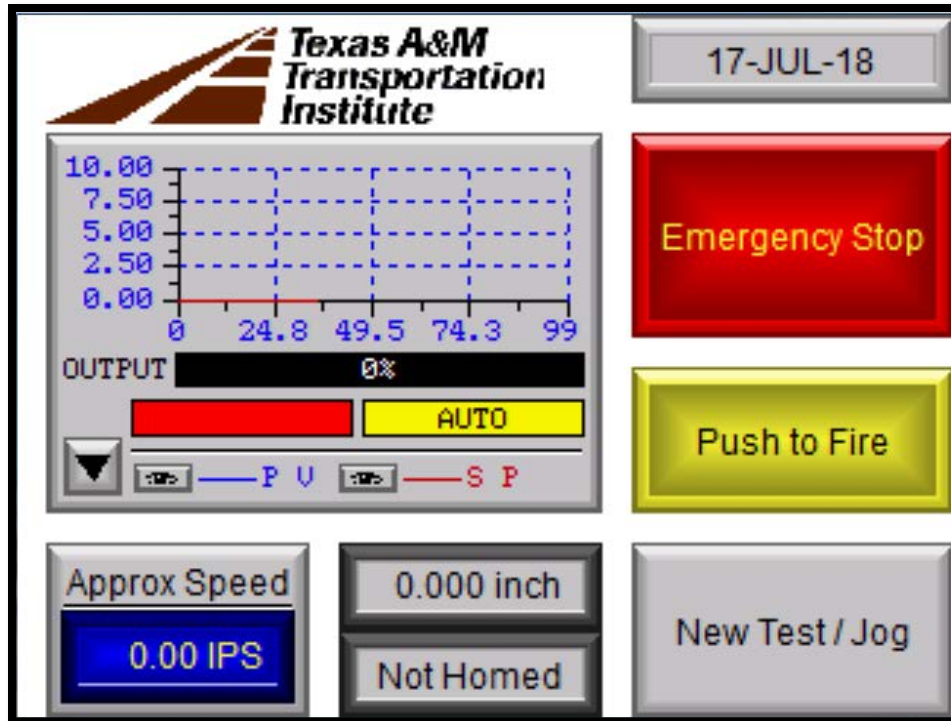 Texas A&M
Transportation
Institute
17-JUL-18
10.00
7.50
5.00
2.50
0.00
0 24.8 49.5 74.3 99
OUTPUT 0%
AUTO
P V S P
Emergency Stop
Push to Fire
Approx Speed
0.00 IPS
0.000 inch
Not Homed
New Test / Jog